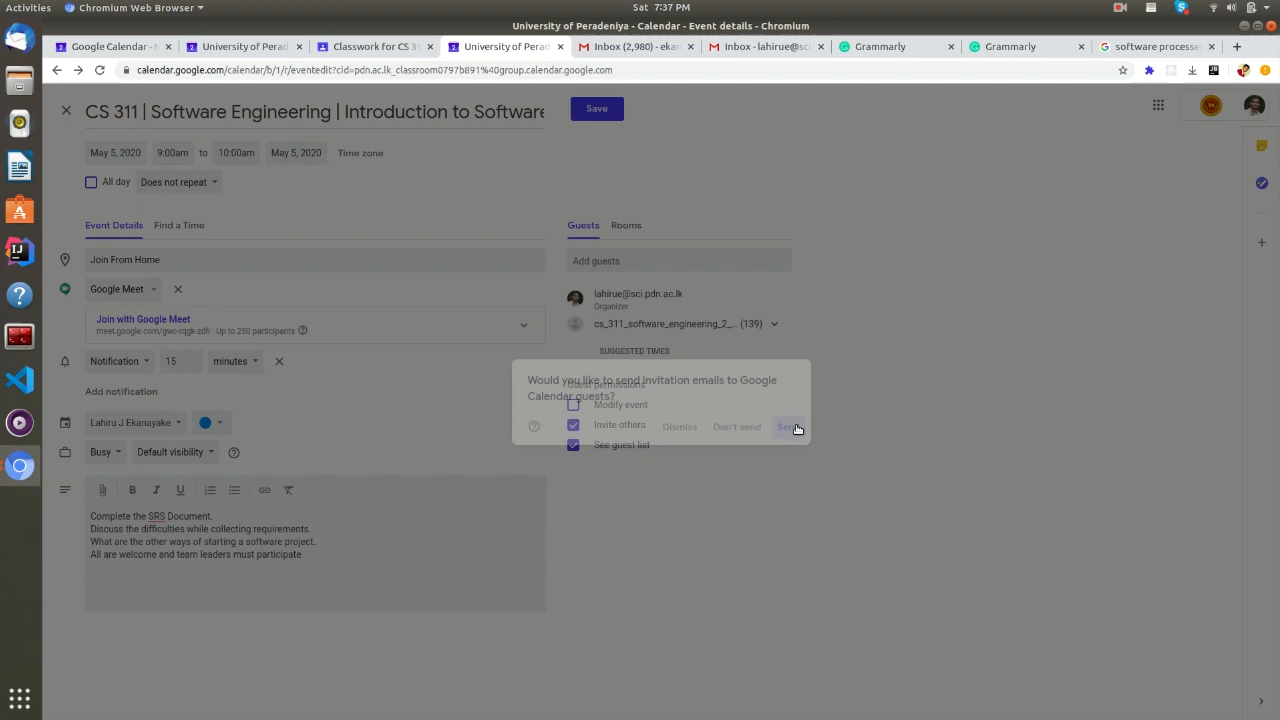 Activities
Chromium Web Browser
Sat 7:37 PM
University of Peradeniya - Calendar - Event details - Chromium
Google Calendar -
University of Perad
Classwork for CS 31
University of Perad
Inbox (2,980) - ekan
Inbox - lahirue@sci
Grammarly
Grammarly
software processe
calendar.google.com/calendar/b/1/r/eventedit?cid=pdn.ac.lk_classroom0797b891%40group.calendar.google.com
CS 311 | Software Engineering | Introduction to Software
Save
May 5, 2020
9:00am
to
10:00am
May 5, 2020
Time zone
All day
Does not repeat
Event Details
Find a Time
Guests
Rooms
Join From Home
Add guests
Google Meet
lahirue@sci.pdn.ac.lk
Organizer
Join with Google Meet
meet.google.com/gwc-rqgk-zdh · Up to 250 participants
cs_311_software_engineering_2_... (139)
SUGGESTED TIMES
Notification
15
minutes
Would you like to send invitation emails to Google
Calendar guests?
Guest permissions
Add notification
Modify event
Lahiru J Ekanayake
Invite others
Dismiss
Don't send
Send
See guest list
Busy
Default visibility
Complete the SRS Document.
Discuss the difficulties while collecting requirements.
What are the other ways of starting a software project.
All are welcome and team leaders must participate